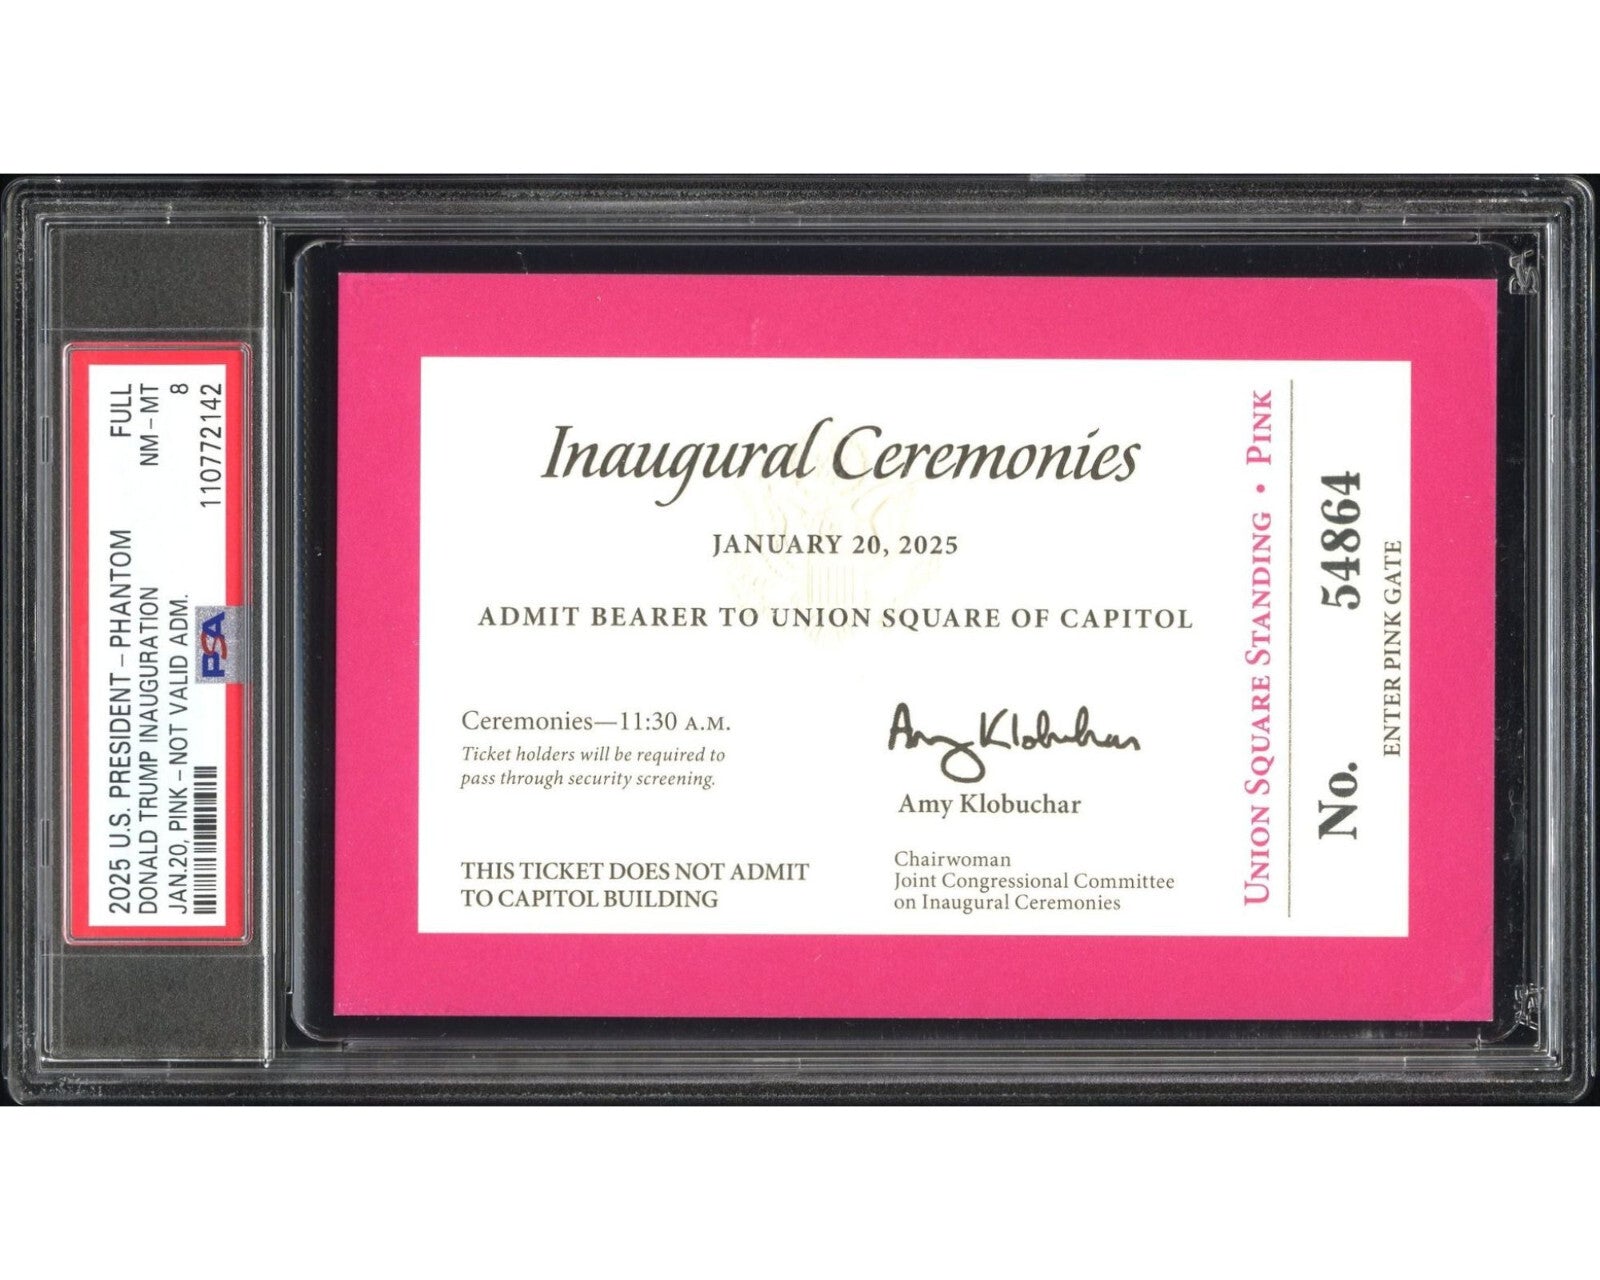 2025 U.S. PRESIDENT - PHANTOM FULL
DONALD TRUMP INAUGURATION NM - MT
JAN.20, PINK - NOT VALID ADM. 8
PSA 110772142
Inaugural Ceremonies
JANUARY 20, 2025
ADMIT BEARER TO UNION SQUARE OF CAPITOL
Ceremonies—11:30 A.M.
Ticket holders will be required to
pass through security screening.
THIS TICKET DOES NOT ADMIT
TO CAPITOL BUILDING
Amy Klobuchar
Amy Klobuchar
Chairwoman
Joint Congressional Committee
on Inaugural Ceremonies
UNION SQUARE STANDING • PINK
No. 54864
ENTER PINK GATE
PSA
PSA